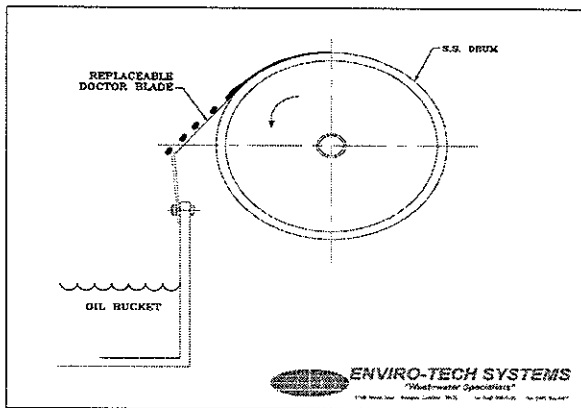 S.S. DRUM
REPLACEABLE
DOCTOR BLADE
OIL BUCKET
ENVIRO-TECH SYSTEMS
"Wastewater Specialists"